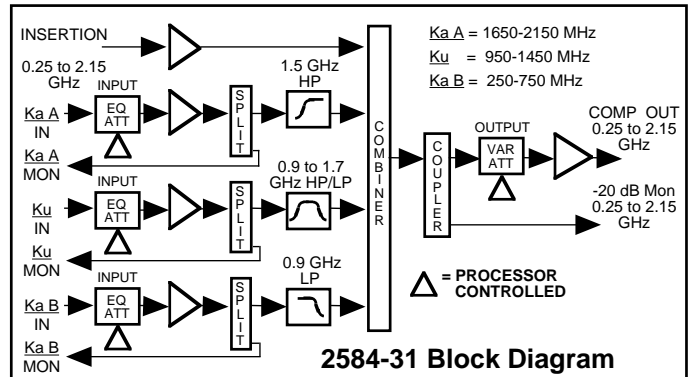 INSERTION
0.25 to 2.15
GHz
INPUT
Ka A
IN
EQ
ATT
SPLIT
1.5 GHz
HP
Ka A
MON
INPUT
Ku
IN
EQ
ATT
SPLIT
0.9 to 1.7
GHz HP/LP
Ku
MON
INPUT
Ka B
IN
EQ
ATT
SPLIT
0.9 GHz
LP
Ka B
MON
COMBINER
Ka A = 1650-2150 MHz
Ku = 950-1450 MHz
Ka B = 250-750 MHz
COUPLER
OUTPUT
VAR
ATT
COMP OUT
0.25 to 2.15
GHz
-20 dB Mon
0.25 to 2.15
GHz
= PROCESSOR
CONTROLLED
2584-31 Block Diagram